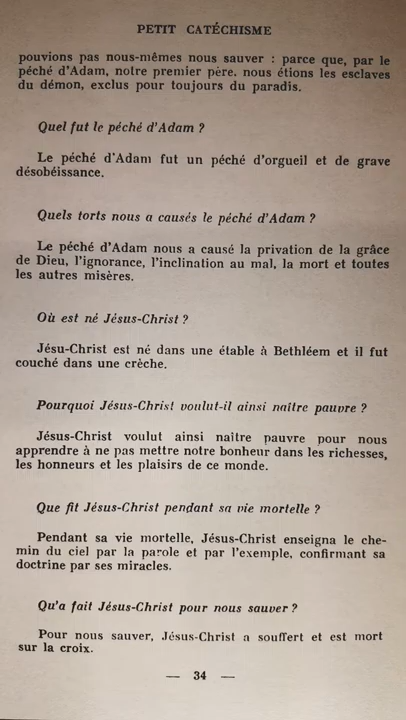 PETIT CATÉCHISME
pouvions pas nous-mêmes nous sauver : parce que, par le
péché d'Adam, notre premier père. nous étions les esclaves
du démon, exclus pour toujours du paradis.
Quel fut le péché d'Adam ?
Le péché d'Adam fut un péché d'orgueil et de grave
désobéissance.
Quels torts nous a causés le péché d'Adam ?
Le péché d'Adam nous a causé la privation de la grâce
de Dieu, l'ignorance, l'inclination au mal, la mort et toutes
les autres misères.
Où est né Jésus-Christ ?
Jésu-Christ est né dans une étable à Bethléem et il fut
couché dans une crèche.
Pourquoi Jésus-Christ voulut-il ainsi naître pauvre ?
Jésus-Christ voulut ainsi naître pauvre pour nous
apprendre à ne pas mettre notre bonheur dans les richesses,
les honneurs et les plaisirs de ce monde.
Que fit Jésus-Christ pendant sa vie mortelle ?
Pendant sa vie mortelle, Jésus-Christ enseigna le che-
min du ciel par la parole et par l'exemple, confirmant sa
doctrine par ses miracles.
Qu'a fait Jésus-Christ pour nous sauver ?
Pour nous sauver, Jésus-Christ a souffert et est mort
sur la croix.
— 34 —